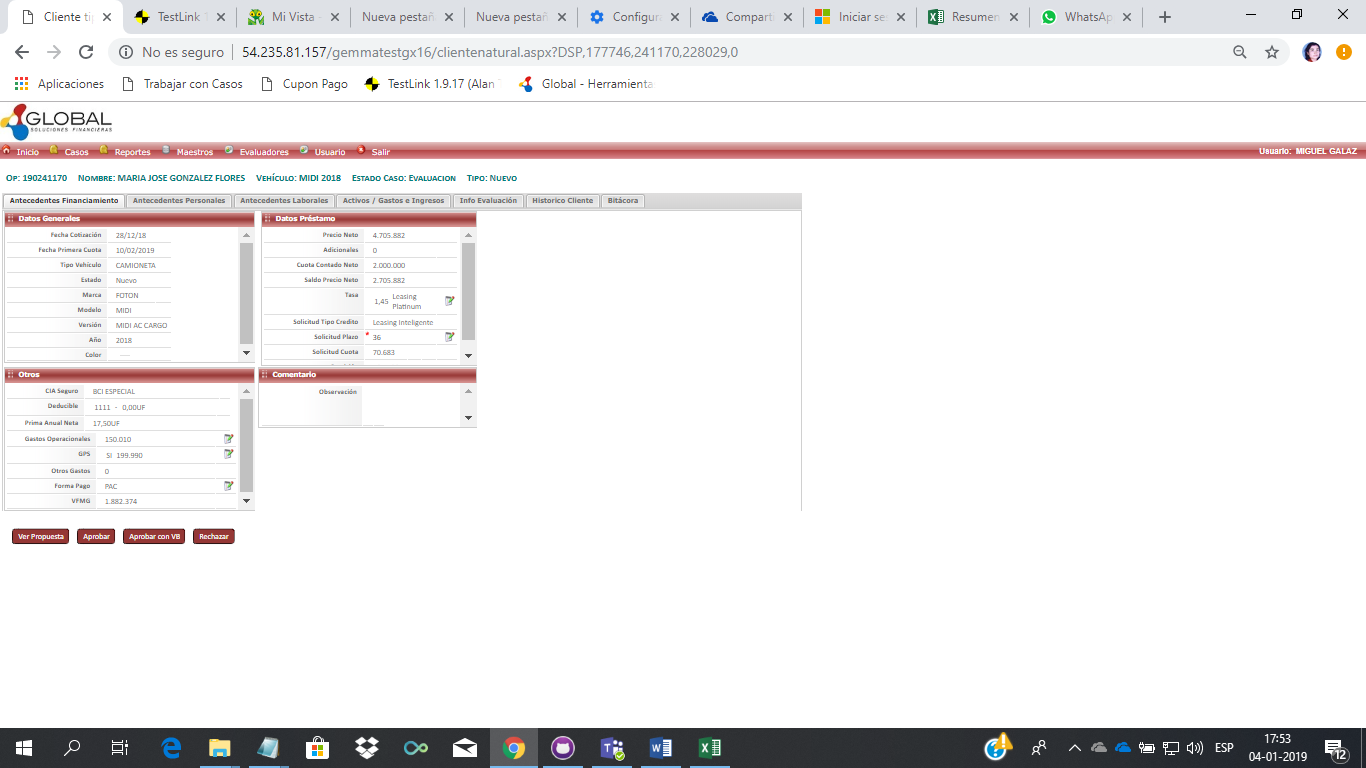 Cliente ti
TestLink 1
Mi Vista -
Nueva pestañ
Nueva pestañ
Configura
Compart
Iniciar se
Resumen
WhatsAp
No es seguro | 54.235.81.157/gemmatestgx16/clientenatural.aspx?DSP,177746,241170,228029,0
Aplicaciones Trabajar con Casos Cupon Pago TestLink 1.9.17 (Alan Global - Herramienta
GLOBAL
SOLUCIONES FINANCIERAS
Inicio Casos Reportes Maestros Evaluadores Usuario Salir Usuario: MIGUEL GALAZ
OP: 190241170 NOMBRE: MARIA JOSE GONZALEZ FLORES VEHÍCULO: MIDI 2018 ESTADO CASO: EVALUACION TIPO: NUEVO
Antecedentes Financiamiento Antecedentes Personales Antecedentes Laborales Activos / Gastos e Ingresos Info Evaluación Historico Cliente Bitácora
Datos Generales
Fecha Cotización 28/12/18
Fecha Primera Cuota 10/02/2019
Tipo Vehículo CAMIONETA
Estado Nuevo
Marca FOTON
Modelo MIDI
Versión MIDI AC CARGO
Año 2018
Color ----
Datos Préstamo
Precio Neto 4.705.882
Adicionales 0
Cuota Contado Neto 2.000.000
Saldo Precio Neto 2.705.882
Tasa 1,45 Leasing
Platinum
Solicitud Tipo Credito Leasing Inteligente
Solicitud Plazo * 36
Solicitud Cuota 70.683
Otros
CIA Seguro BCI ESPECIAL
Deducible 1111 - 0,00UF
Prima Anual Neta 17,50UF
Gastos Operacionales 150.010
GPS SI 199.990
Otros Gastos 0
Forma Pago PAC
VFMG 1.882.374
Comentario
Observación
Ver Propuesta Aprobar Aprobar con VB Rechazar
ESP
17:53
04-01-2019
12